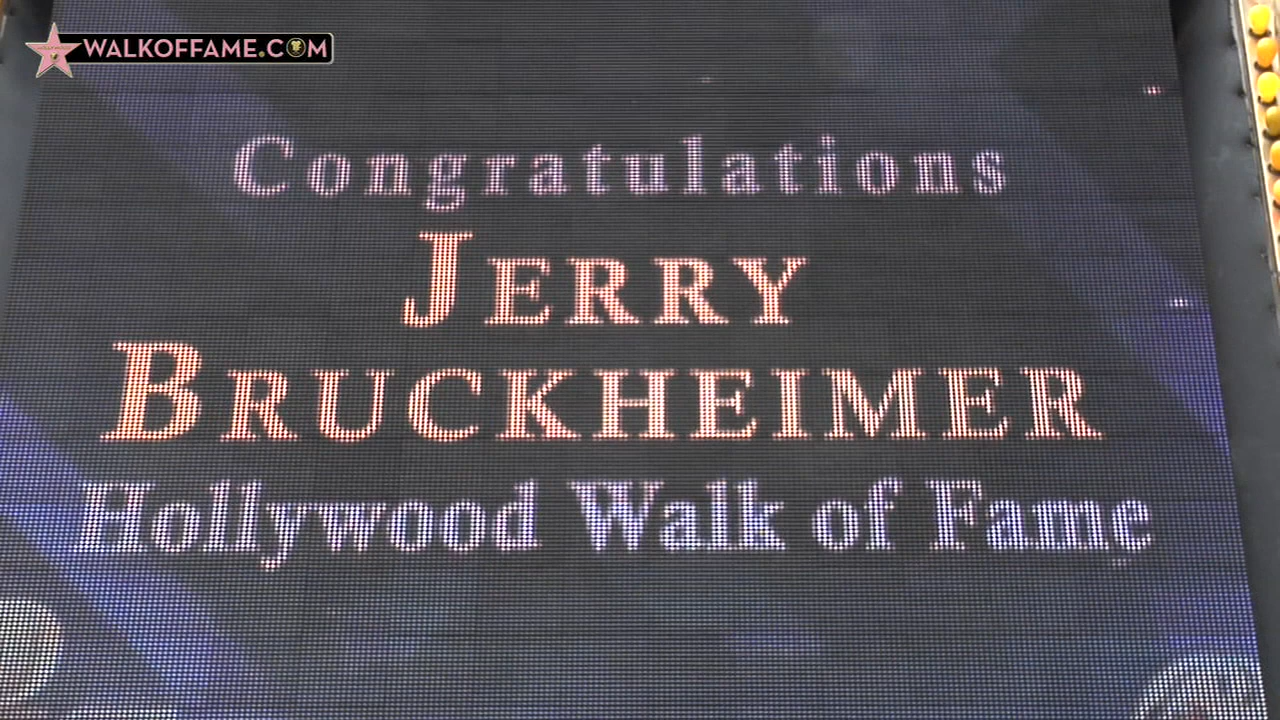 WALKOFFAME.COM
Congratulations
JERRY
BRUCKHEIMER
Hollywood Walk of Fame